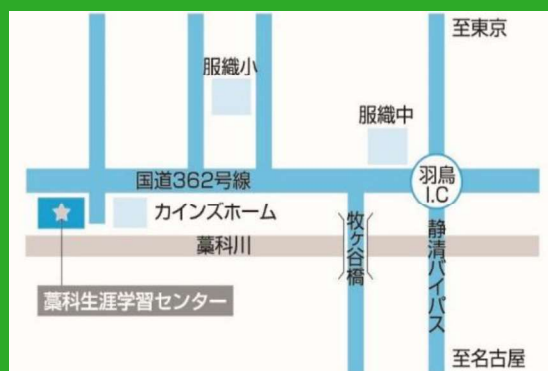 至東京
服織小
服織中
国道362号線
羽鳥
I.C
カインズホーム
藁科川
牧ヶ谷橋
静清バイパス
藁科生涯学習センター
至名古屋